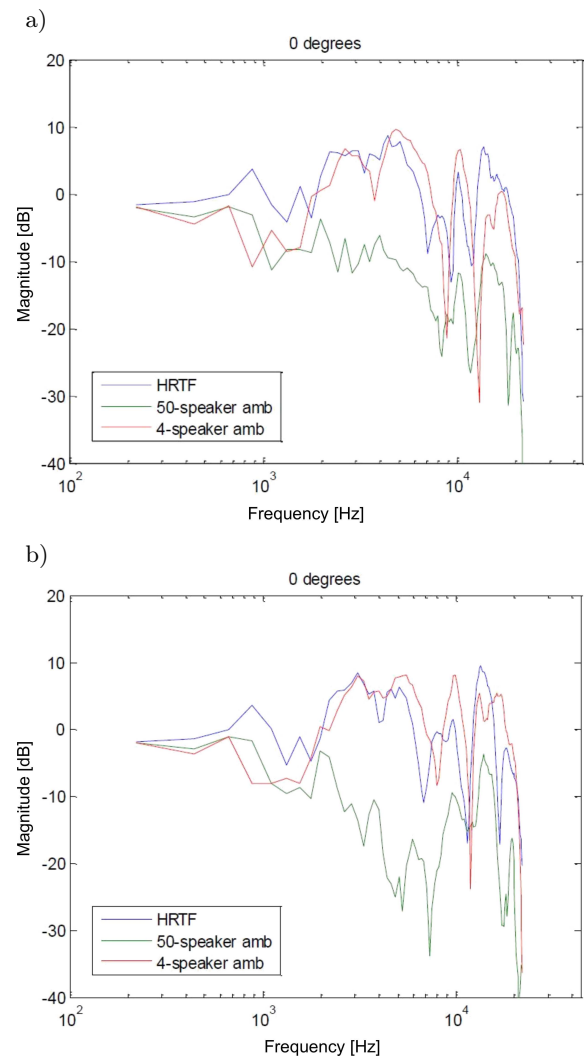 a)
0 degrees
20
10
0
-10
-20
-30
-40
Magnitude [dB]
HRTF
50-speaker amb
4-speaker amb
10^2
10^3
10^4
Frequency [Hz]
b)
0 degrees
20
10
0
-10
-20
-30
-40
Magnitude [dB]
HRTF
50-speaker amb
4-speaker amb
10^2
10^3
10^4
Frequency [Hz]